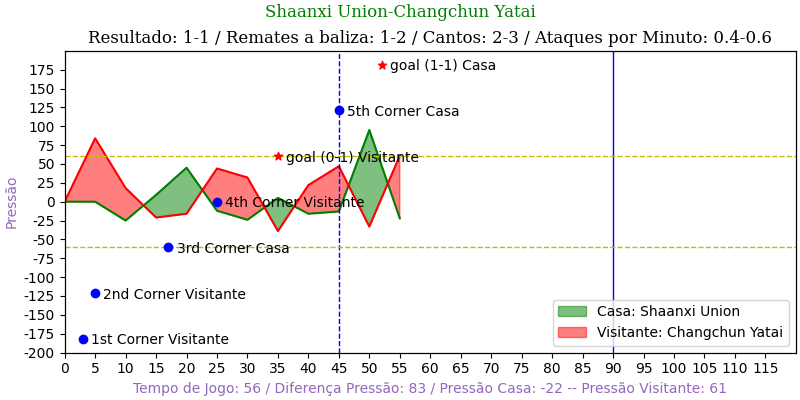 Shaanxi Union-Changchun Yatai
Resultado: 1-1 / Remates a baliza: 1-2 / Cantos: 2-3 / Ataques por Minuto: 0.4-0.6
175
150
125
100
75
50
25
0
-25
-50
-75
-100
-125
-150
-175
-200
Pressão
goal (1-1) Casa
5th Corner Casa
goal (0-1) Visitante
4th Corner Visitante
3rd Corner Casa
2nd Corner Visitante
1st Corner Visitante
Casa: Shaanxi Union
Visitante: Changchun Yatai
0 5 10 15 20 25 30 35 40 45 50 55 60 65 70 75 80 85 90 95 100 105 110 115
Tempo de Jogo: 56 / Diferença Pressão: 83 / Pressão Casa: -22 -- Pressão Visitante: 61